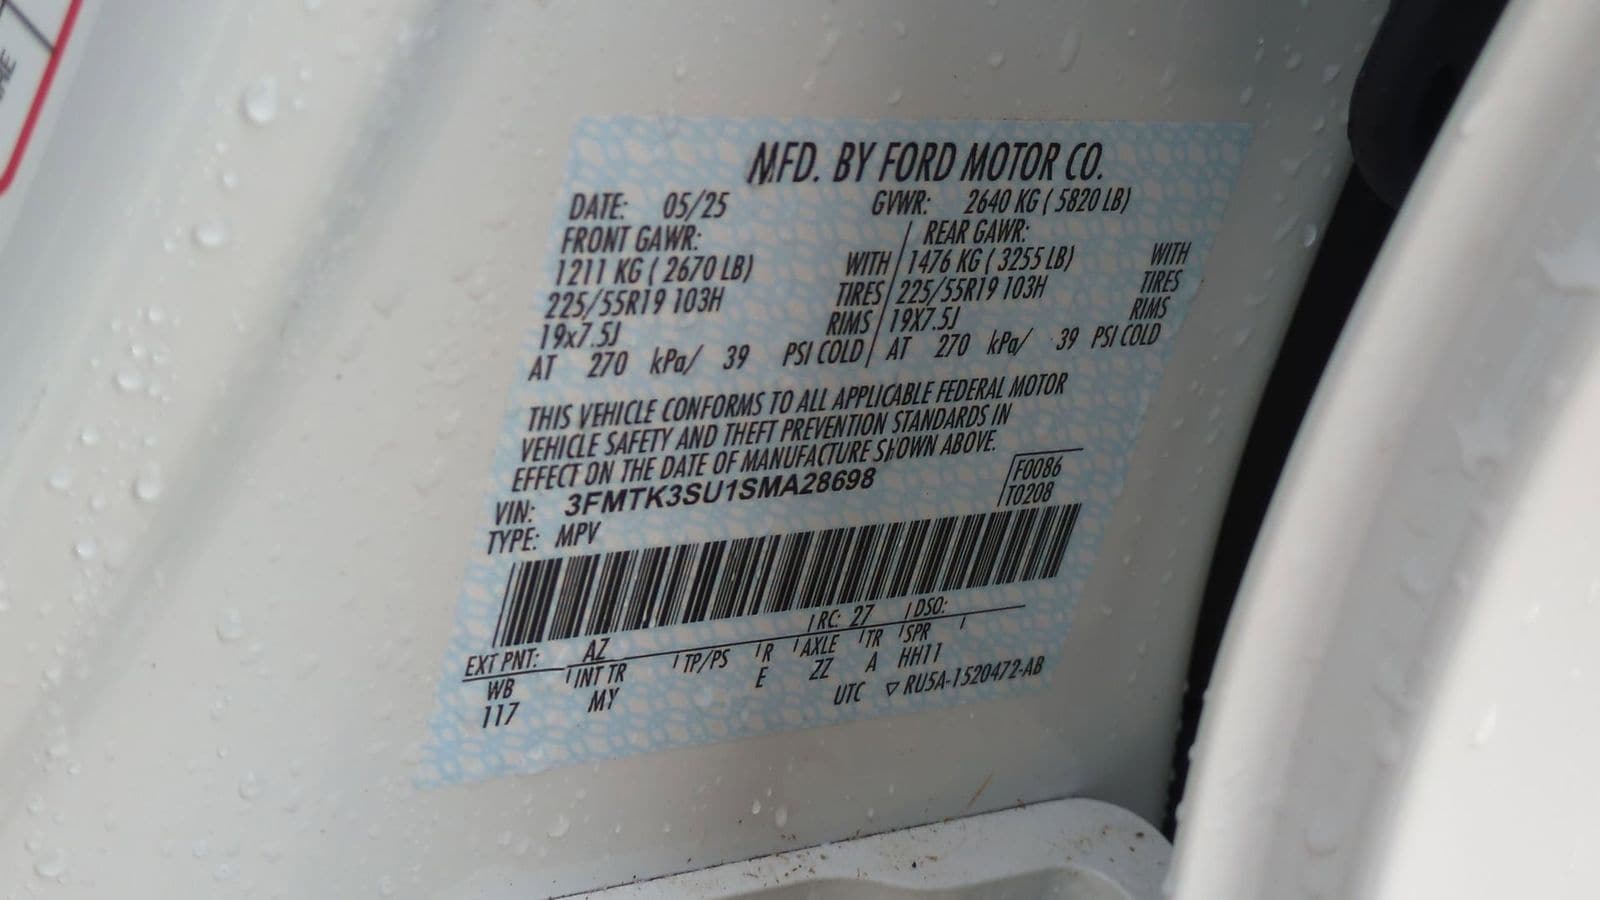 MFD. BY FORD MOTOR CO.
DATE: 05/25 GVWR: 2640 KG ( 5820 LB)
FRONT GAWR: REAR GAWR:
1211 KG ( 2670 LB) WITH 1476 KG ( 3255 LB) WITH
225/55R19 103H TIRES 225/55R19 103H TIRES
19x7.5J RIMS 19X7.5J RIMS
AT 270 kPa/ 39 PSI COLD AT 270 kPa/ 39 PSI COLD
THIS VEHICLE CONFORMS TO ALL APPLICABLE FEDERAL MOTOR
VEHICLE SAFETY AND THEFT PREVENTION STANDARDS IN
EFFECT ON THE DATE OF MANUFACTURE SHOWN ABOVE.
VIN: 3FMTK3SU1SMA28698 F0086
TYPE: MPV T0208
EXT PNT: AZ RC: 27 DSO:
WB INT TR TP/PS R AXLE TR SPR
117 MY E ZZ A HH11
UTC ▽ RU5A-1520472-AB